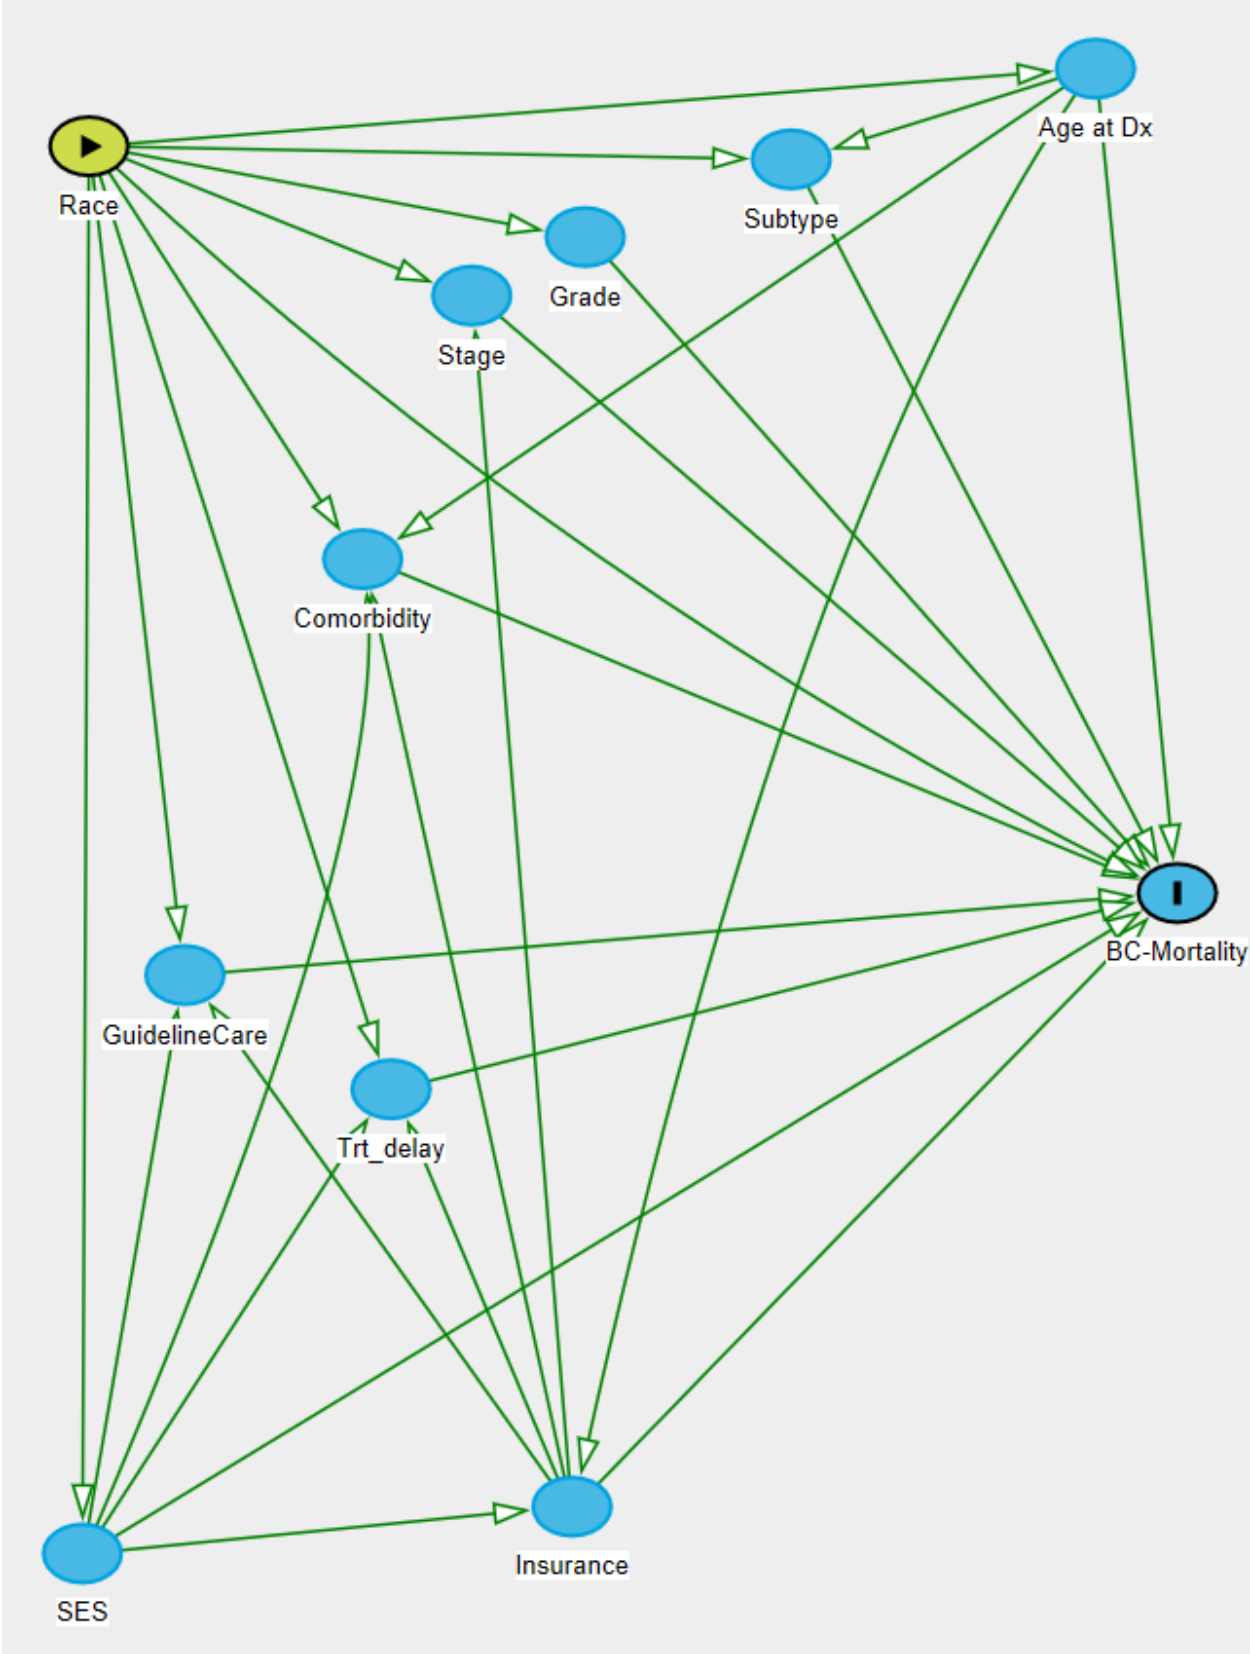 Age at Dx
Race
Subtype
Grade
Stage
Comorbidity
BC-Mortality
GuidelineCare
Trt_delay
Insurance
SES